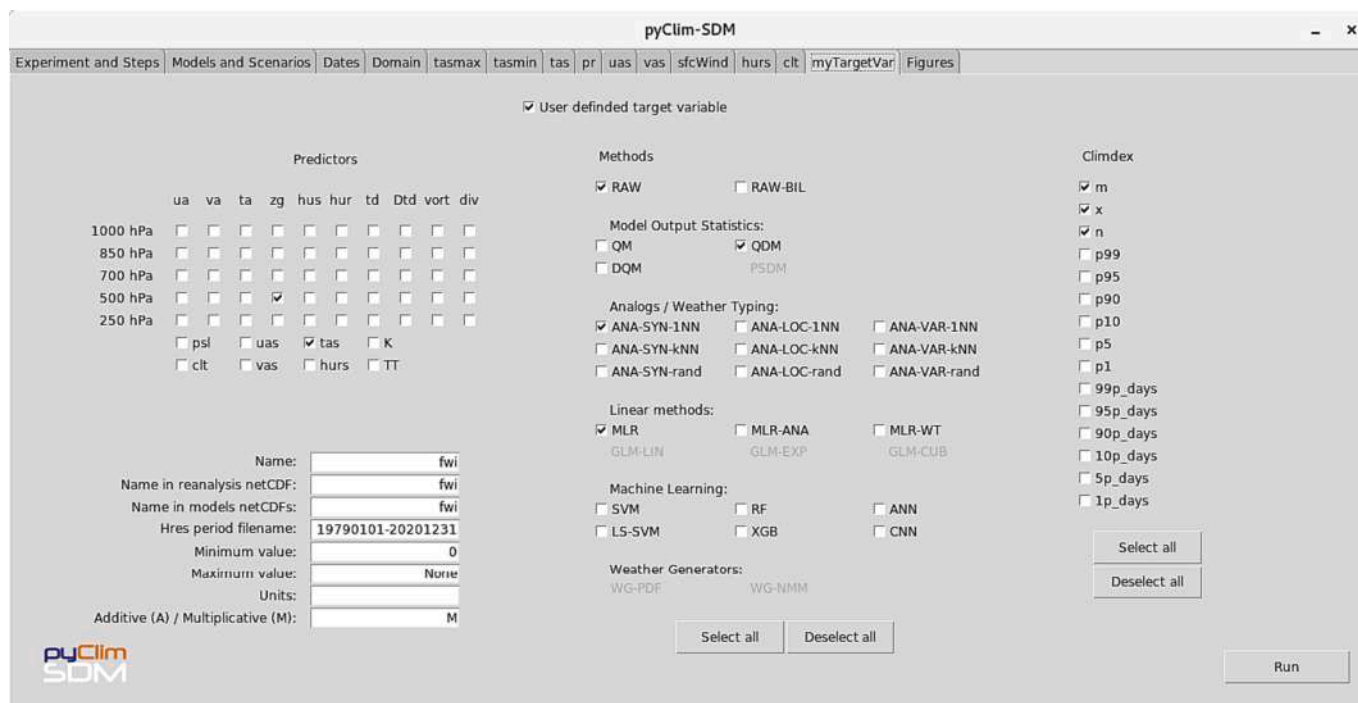 pyClim-SDM
Experiment and Steps Models and Scenarios Dates Domain tasmax tasmin tas pr uas vas sfcWind hurs clt myTargetVar Figures
User definded target variable
Predictors
ua va ta zg hus hur td Dtd vort div
1000 hPa
850 hPa
700 hPa
500 hPa
250 hPa
psl uas tas K
clt vas hurs TT
Name: fwi
Name in reanalysis netCDF: fwi
Name in models netCDFs: fwi
Hres period filename: 19790101-20201231
Minimum value: 0
Maximum value: None
Units:
Additive (A) / Multiplicative (M): M
pyClim
SDM
Methods
RAW RAW-BIL
Model Output Statistics:
QM QDM
DQM PSDM
Analogs / Weather Typing:
ANA-SYN-1NN ANA-LOC-1NN ANA-VAR-1NN
ANA-SYN-kNN ANA-LOC-kNN ANA-VAR-kNN
ANA-SYN-rand ANA-LOC-rand ANA-VAR-rand
Linear methods:
MLR MLR-ANA MLR-WT
GLM-LIN GLM-EXP GLM-CUB
Machine Learning:
SVM RF ANN
LS-SVM XGB CNN
Weather Generators:
WG-PDF WG-NMM
Select all Deselect all
Climdex
m
x
n
p99
p95
p90
p10
p5
p1
99p_days
95p_days
90p_days
10p_days
5p_days
1p_days
Select all
Deselect all
Run